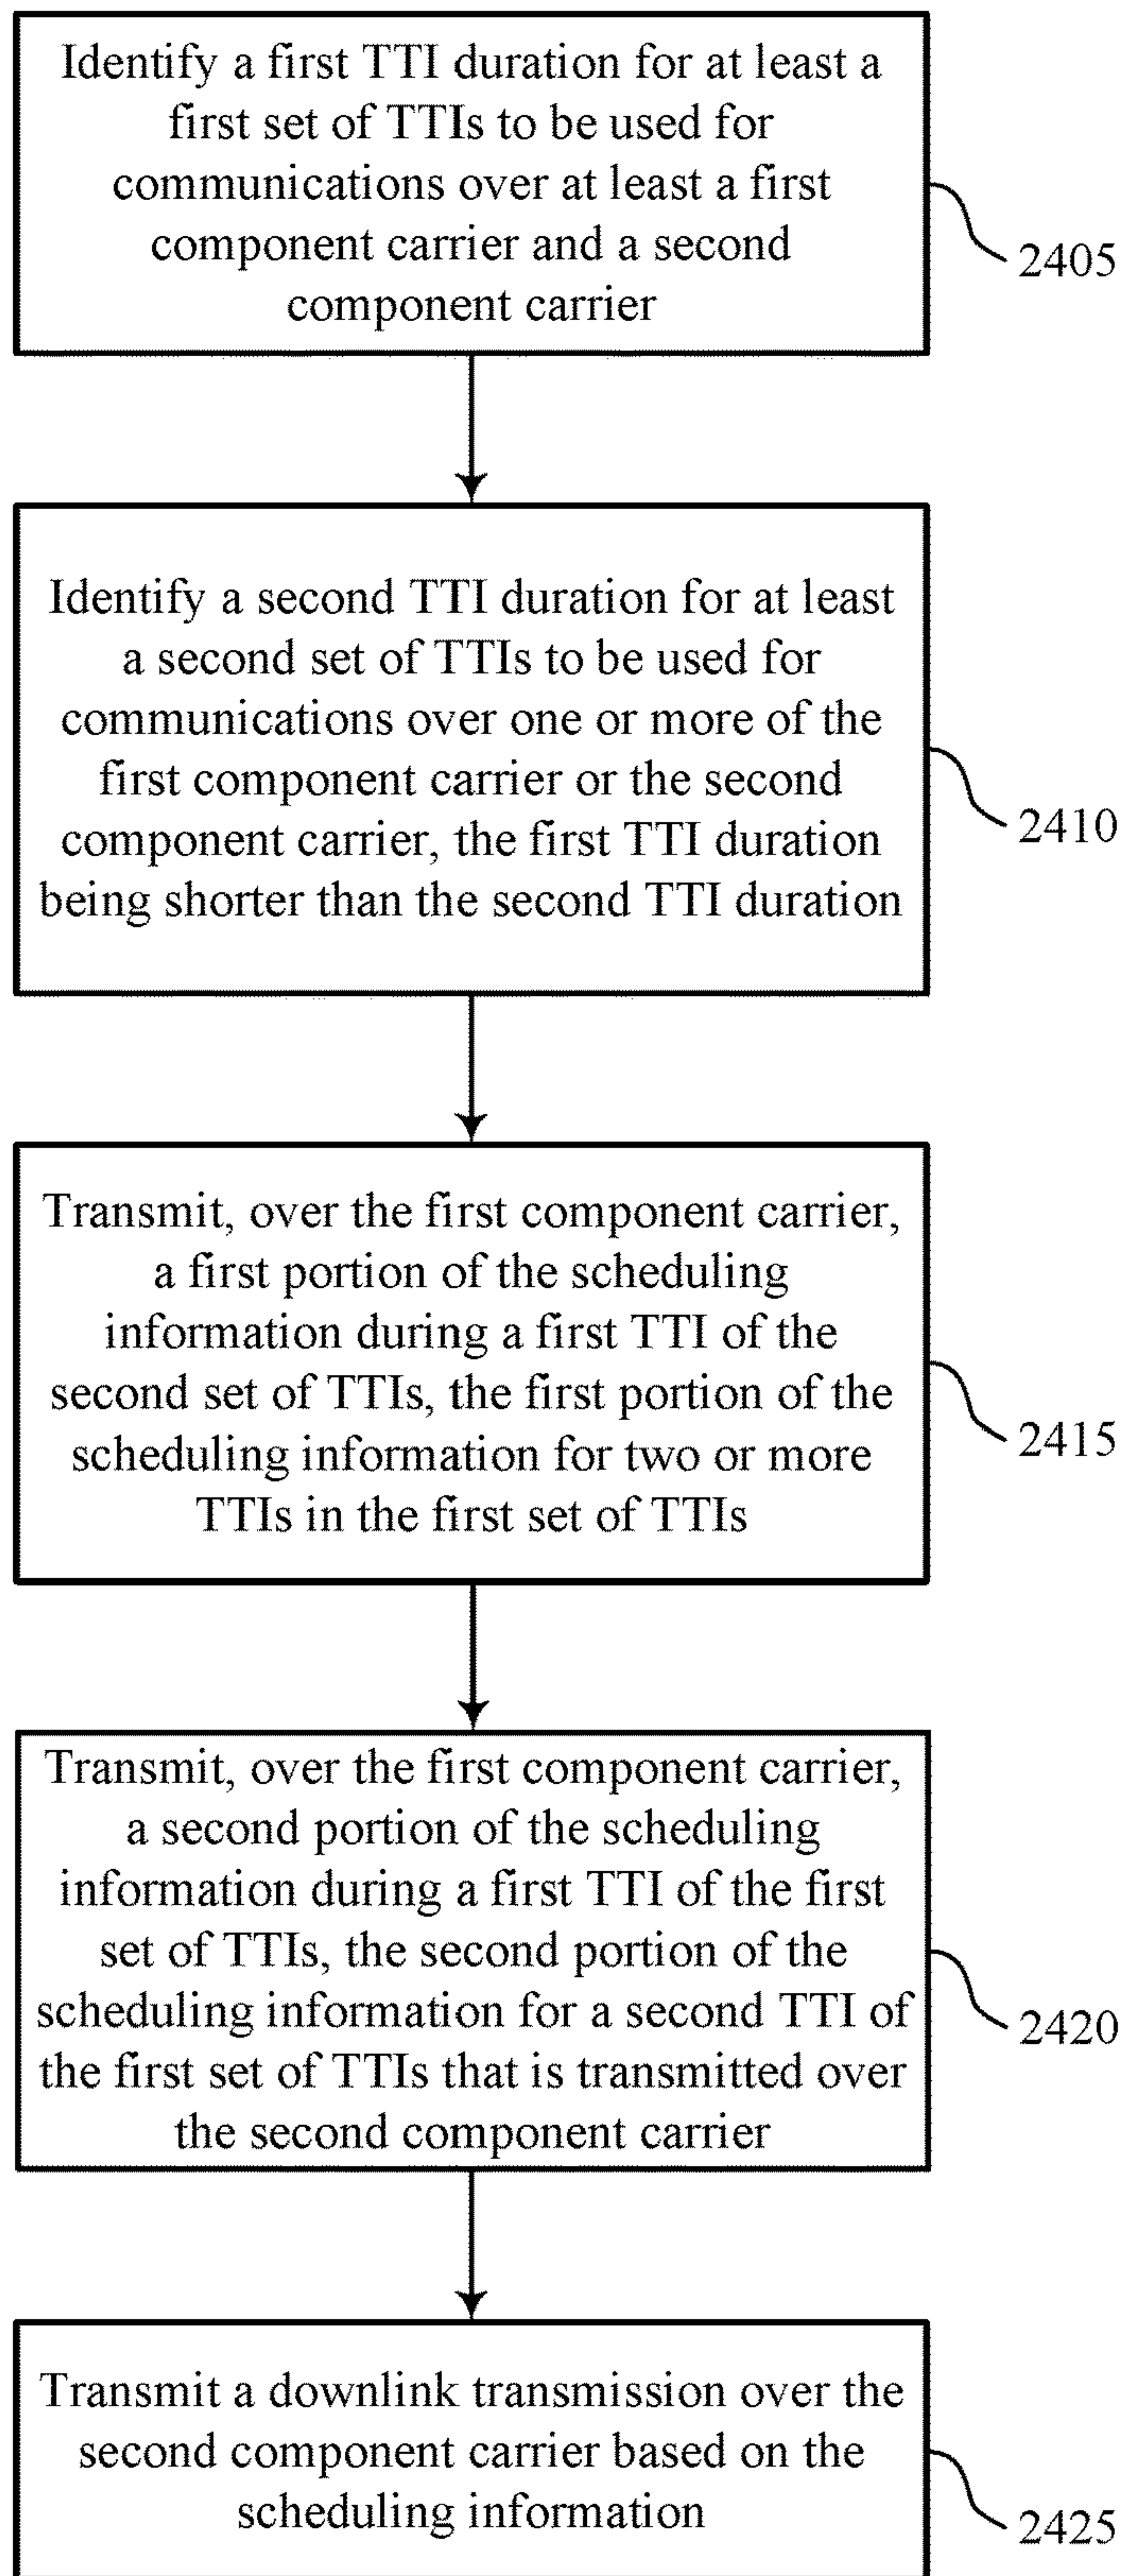 Identify a first TTI duration for at least a
first set of TTIs to be used for
communications over at least a first
component carrier and a second
component carrier
2405
Identify a second TTI duration for at least
a second set of TTIs to be used for
communications over one or more of the
first component carrier or the second
component carrier, the first TTI duration
being shorter than the second TTI duration
2410
Transmit, over the first component carrier,
a first portion of the scheduling
information during a first TTI of the
second set of TTIs, the first portion of the
scheduling information for two or more
TTIs in the first set of TTIs
2415
Transmit, over the first component carrier,
a second portion of the scheduling
information during a first TTI of the first
set of TTIs, the second portion of the
scheduling information for a second TTI of
the first set of TTIs that is transmitted over
the second component carrier
2420
Transmit a downlink transmission over the
second component carrier based on the
scheduling information
2425